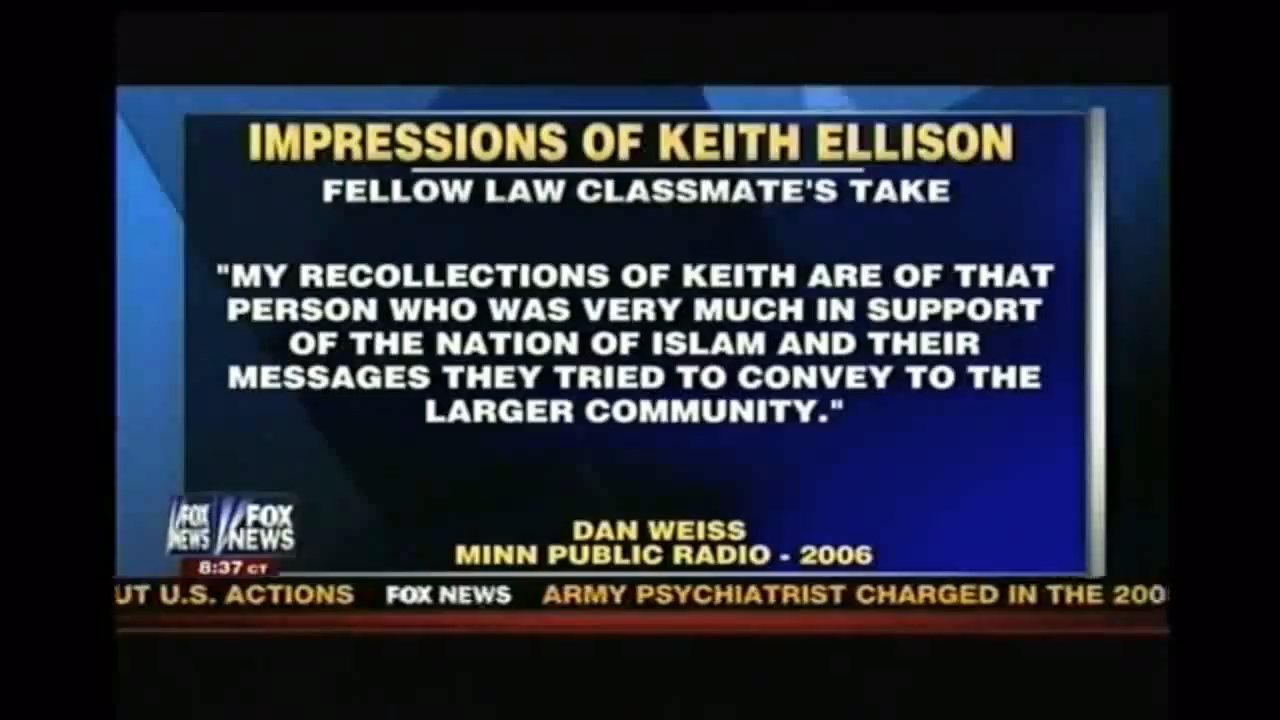 IMPRESSIONS OF KEITH ELLISON
FELLOW LAW CLASSMATE'S TAKE
"MY RECOLLECTIONS OF KEITH ARE OF THAT
PERSON WHO WAS VERY MUCH IN SUPPORT
OF THE NATION OF ISLAM AND THEIR
MESSAGES THEY TRIED TO CONVEY TO THE
LARGER COMMUNITY."
DAN WEISS
MINN PUBLIC RADIO - 2006
FOX NEWS
FOX NEWS
8:37 CT
UT U.S. ACTIONS FOX NEWS ARMY PSYCHIATRIST CHARGED IN THE 200